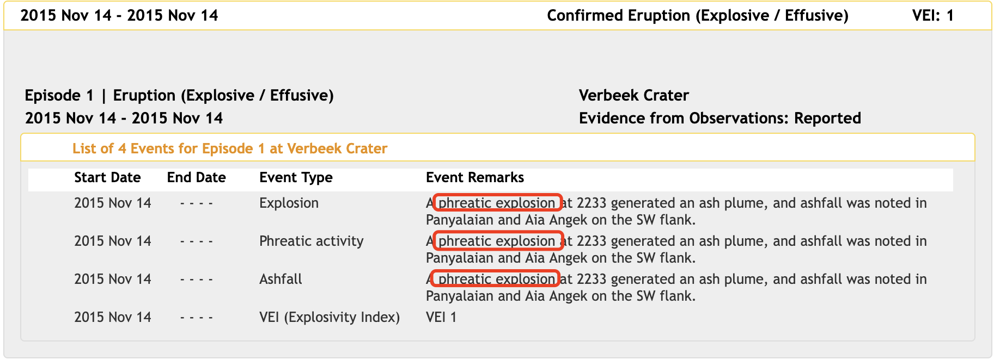 2015 Nov 14 - 2015 Nov 14 Confirmed Eruption (Explosive / Effusive) VEI: 1
Episode 1 | Eruption (Explosive / Effusive) Verbeek Crater
2015 Nov 14 - 2015 Nov 14 Evidence from Observations: Reported
List of 4 Events for Episode 1 at Verbeek Crater
Start Date End Date Event Type Event Remarks
2015 Nov 14 - - - - Explosion A phreatic explosion at 2233 generated an ash plume, and ashfall was noted in
Panyalaian and Aia Angek on the SW flank.
2015 Nov 14 - - - - Phreatic activity A phreatic explosion at 2233 generated an ash plume, and ashfall was noted in
Panyalaian and Aia Angek on the SW flank.
2015 Nov 14 - - - - Ashfall A phreatic explosion at 2233 generated an ash plume, and ashfall was noted in
Panyalaian and Aia Angek on the SW flank.
2015 Nov 14 - - - - VEI (Explosivity Index) VEI 1